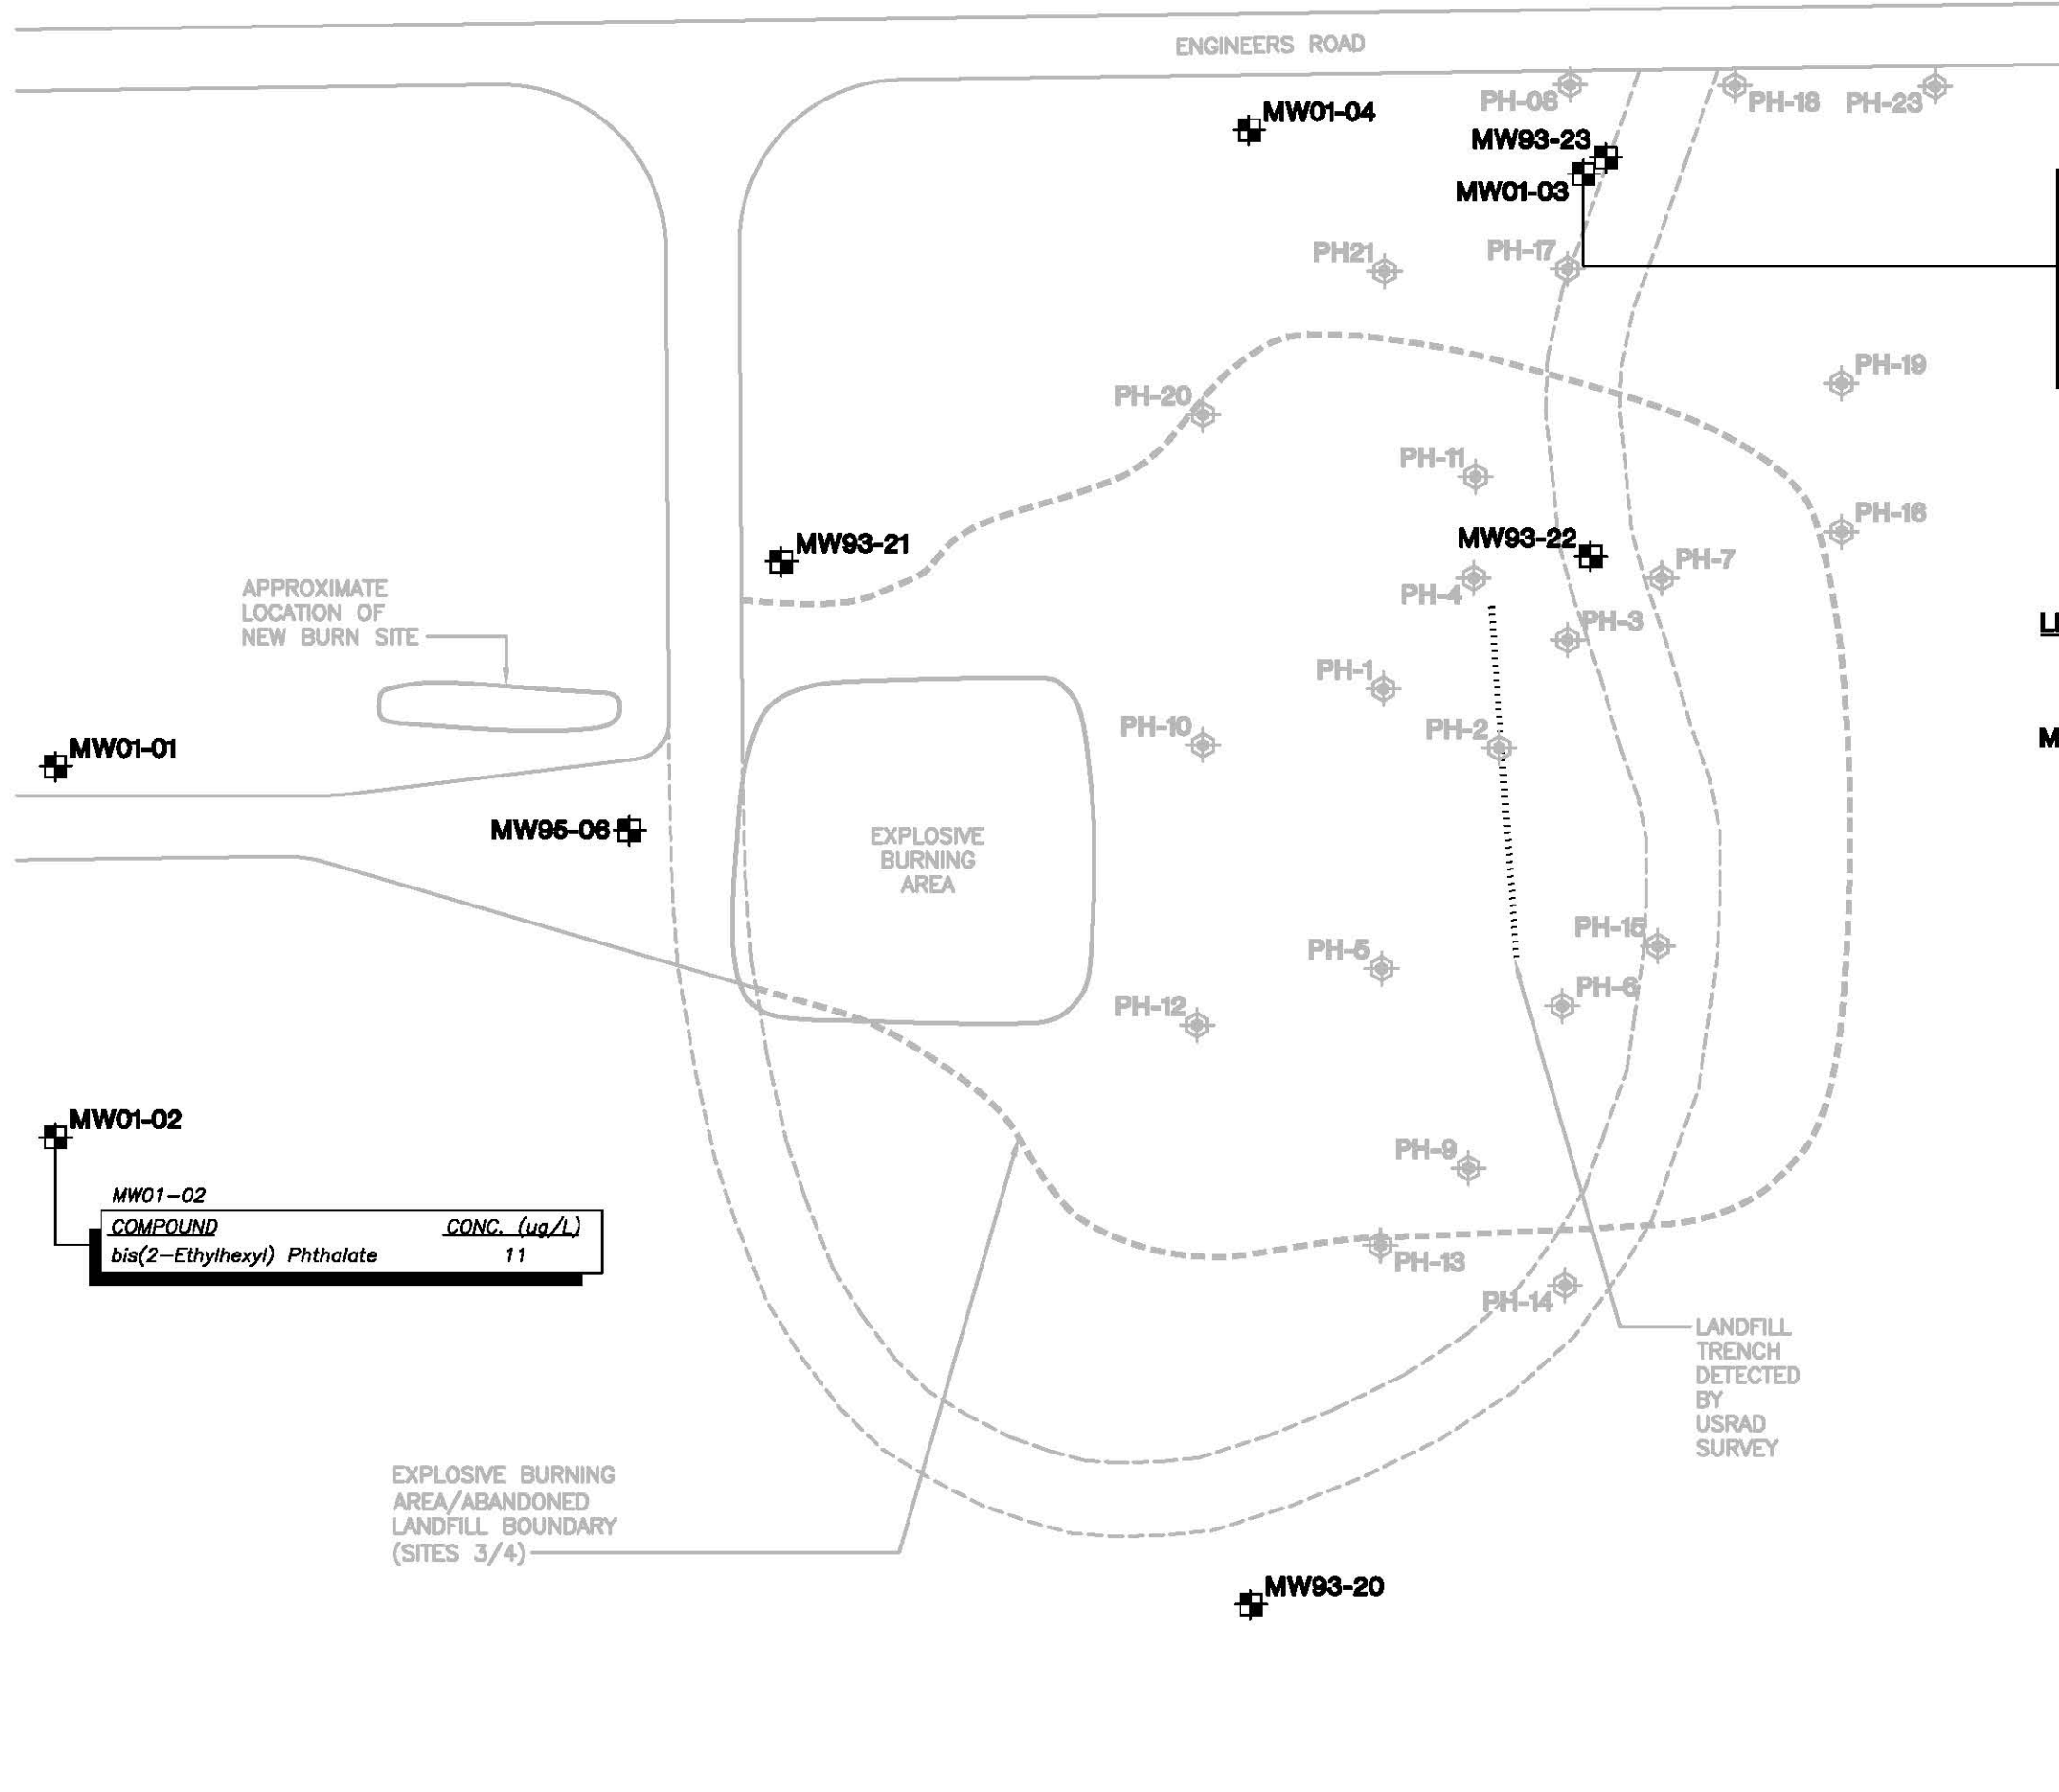 ENGINEERS ROAD
PH-08
PH-18
PH-23
MW01-04
MW93-23
MW01-03
PH21
PH-17
PH-19
PH-20
PH-11
PH-16
MW93-21
MW93-22
PH-7
PH-4
PH-3
APPROXIMATE
LOCATION OF
NEW BURN SITE
PH-1
PH-10
PH-2
MW01-01
MW95-06
EXPLOSIVE
BURNING
AREA
PH-15
PH-5
PH-6
PH-12
MW01-02
PH-9
MW01-02
COMPOUND CONC. (ug/L)
bis(2-Ethylhexyl) Phthalate 11
PH-13
PH-14
LANDFILL
TRENCH
DETECTED
BY
USRAD
SURVEY
EXPLOSIVE BURNING
AREA/ABANDONED
LANDFILL BOUNDARY
(SITES 3/4)
MW93-20